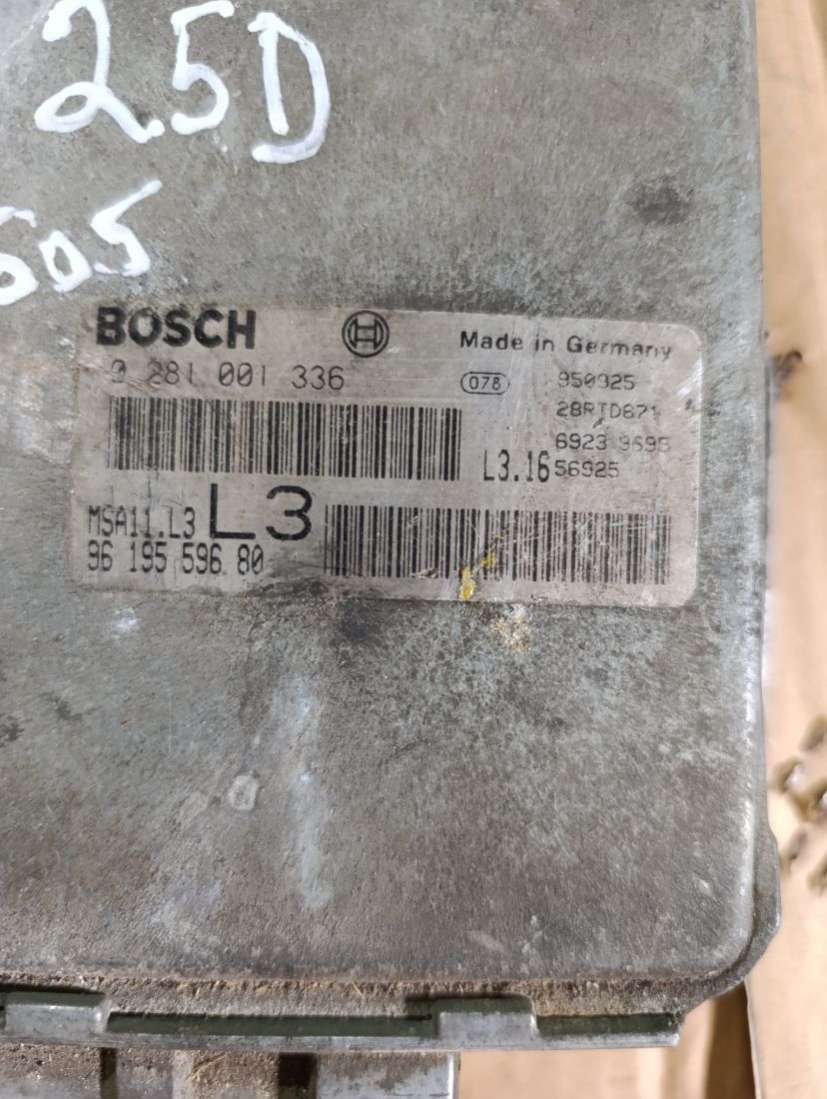 2.5D
605
BOSCH
Made in Germany
0 281 001 336
078
950925
28RTD871
6923 9695
L3.16
56925
MSA11.L3
L3
96 195 596 80